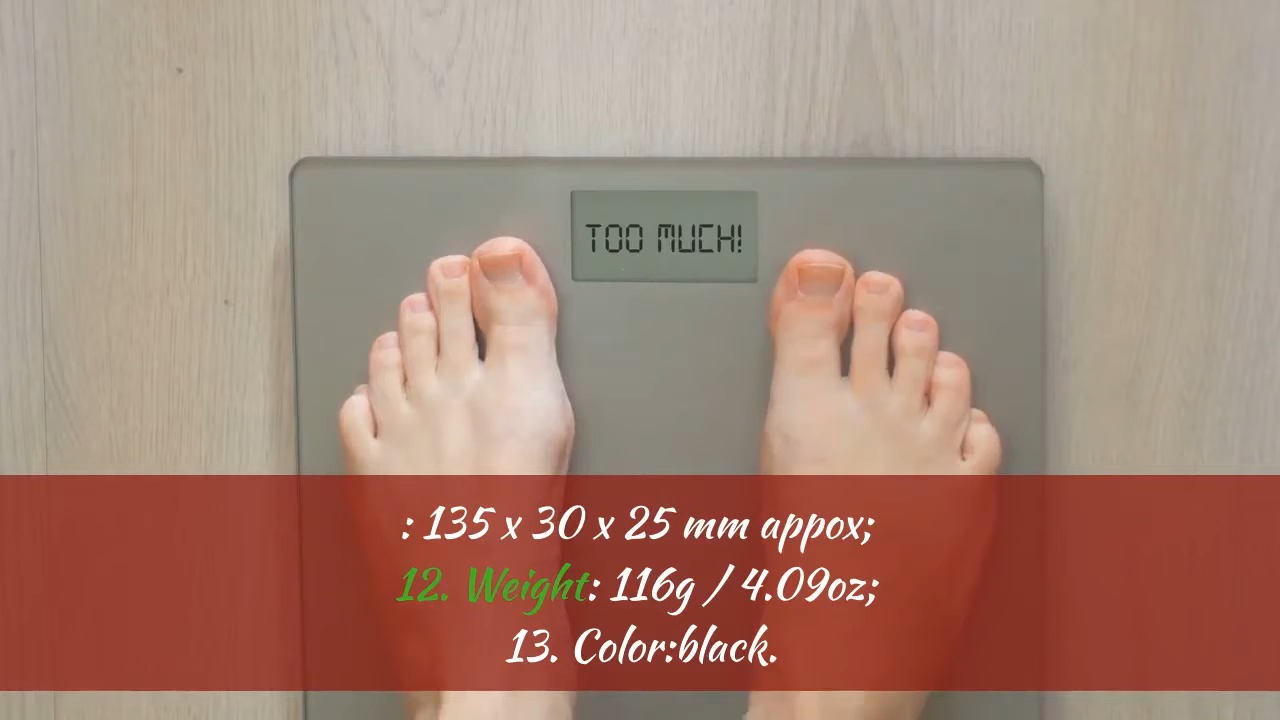 TOO MUCH!
: 135 x 30 x 25 mm appox;
12. Weight: 116g / 4.09oz;
13. Color:black.